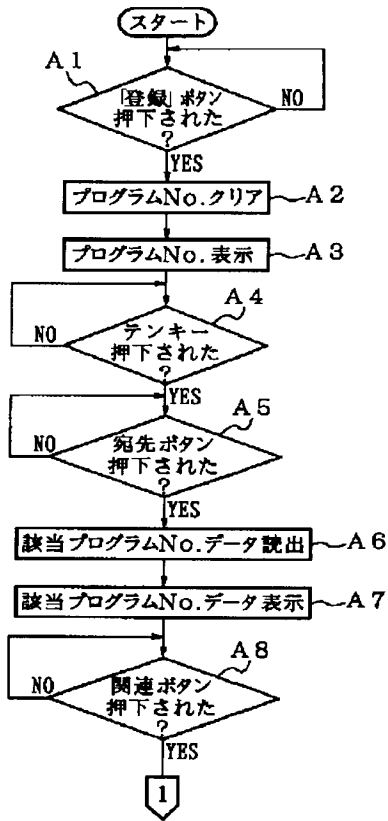 スタート
A1
「登録」ボタン
押下された
?
NO
YES
プログラムNo.クリア
A2
プログラムNo.表示
A3
A4
テンキー
押下された
?
NO
YES
A5
宛先ボタン
押下された
?
NO
YES
該当プログラムNo.データ読出
A6
該当プログラムNo.データ表示
A7
A8
関連ボタン
押下された
?
NO
YES
1